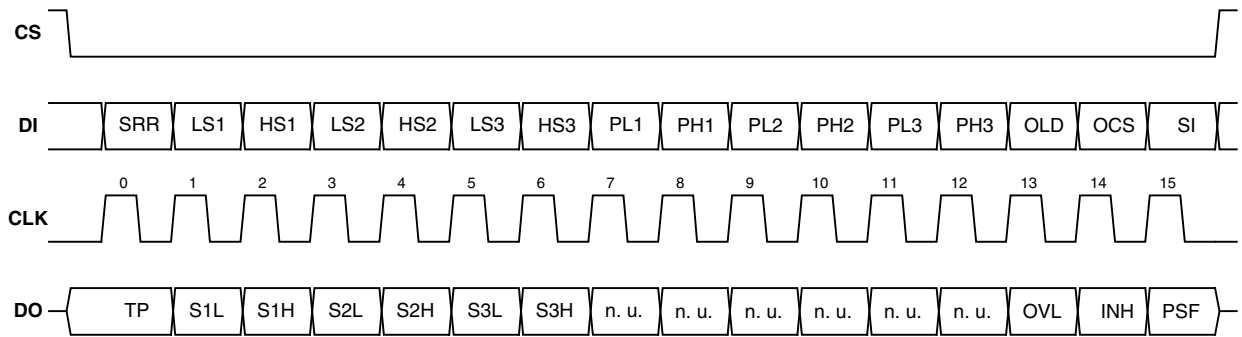 CS
DI SRR LS1 HS1 LS2 HS2 LS3 HS3 PL1 PH1 PL2 PH2 PL3 PH3 OLD OCS SI
0 1 2 3 4 5 6 7 8 9 10 11 12 13 14 15
CLK
DO TP S1L S1H S2L S2H S3L S3H n. u. n. u. n. u. n. u. n. u. n. u. OVL INH PSF